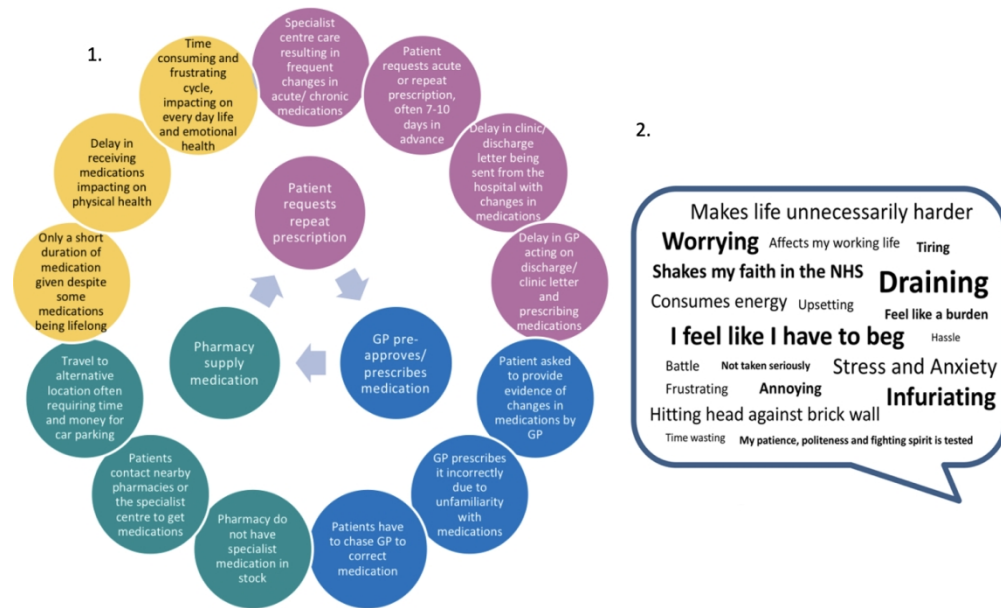 1.
Specialist
centre care
resulting in
frequent
changes in
acute/ chronic
medications
Patient
requests acute
or repeat
prescription,
often 7-10
days in
advance
Delay in clinic/
discharge
letter being
sent from the
hospital with
changes in
medications
Delay in GP
acting on
discharge/
clinic letter
and
prescribing
medications
Patient asked
to provide
evidence of
changes in
medications by
GP
GP prescribes
it incorrectly
due to
unfamiliarity
with
medications
Patients have
to chase GP to
correct
medication
Pharmacy do
not have
specialist
medication in
stock
Patients
contact nearby
pharmacies or
the specialist
centre to get
medications
Travel to
alternative
location often
requiring time
and money for
car parking
Only a short
duration of
medication
given despite
some
medications
being lifelong
Delay in
receiving
medications
impacting on
physical health
Time
consuming and
frustrating
cycle,
impacting on
every day life
and emotional
health
Patient
requests
repeat
prescription
GP pre-
approves/
prescribes
medication
Pharmacy
supply
medication
2.
Makes life unnecessarily harder
Worrying Affects my working life Tiring
Shakes my faith in the NHS
Draining
Consumes energy Upsetting
Feel like a burden
I feel like I have to beg Hassle
Battle Not taken seriously Stress and Anxiety
Frustrating Annoying Infuriating
Hitting head against brick wall
Time wasting My patience, politeness and fighting spirit is tested